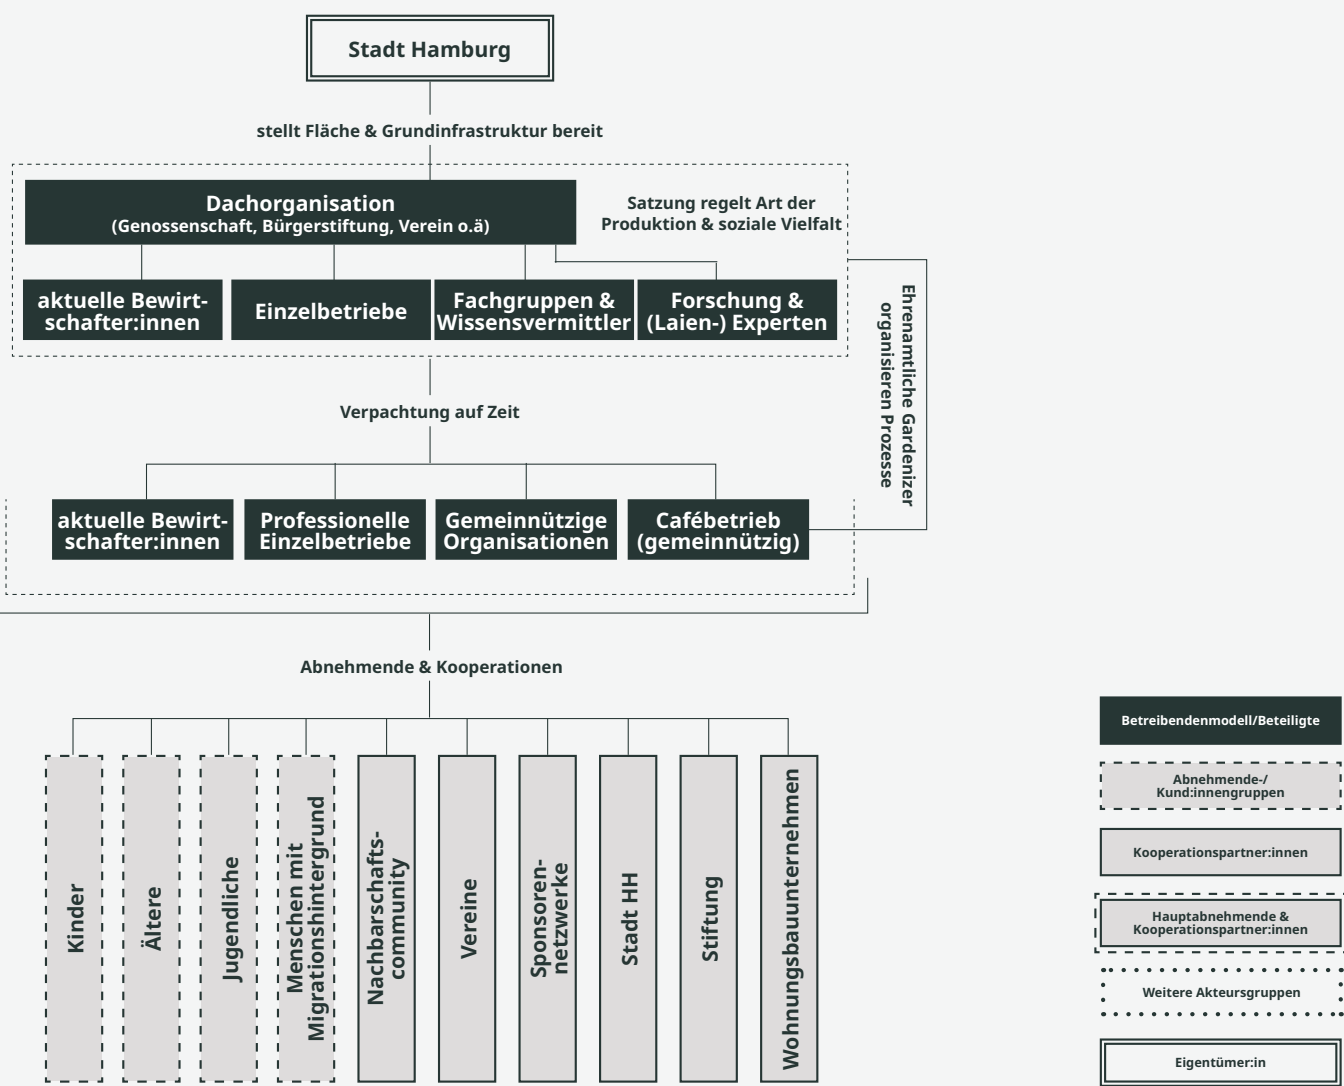 Stadt Hamburg
stellt Fläche & Grundinfrastruktur bereit
Dachorganisation
(Genossenschaft, Bürgerstiftung, Verein o.ä)
Satzung regelt Art der
Produktion & soziale Vielfalt
aktuelle Bewirt-
schafter:innen
Einzelbetriebe
Fachgruppen &
Wissensvermittler
Forschung &
(Laien-) Experten
Ehrenamtliche Gardenizer
organisieren Prozesse
Verpachtung auf Zeit
aktuelle Bewirt-
schafter:innen
Professionelle
Einzelbetriebe
Gemeinnützige
Organisationen
Cafébetrieb
(gemeinnützig)
Abnehmende & Kooperationen
Kinder
Ältere
Jugendliche
Menschen mit
Migrationshintergrund
Nachbarschafts-
community
Vereine
Sponsoren-
netzwerke
Stadt HH
Stiftung
Wohnungsbauunternehmen
Betreibendenmodell/Beteiligte
Abnehmende-/
Kund:innengruppen
Kooperationspartner:innen
Hauptabnehmende &
Kooperationspartner:innen
Weitere Akteursgruppen
Eigentümer:in